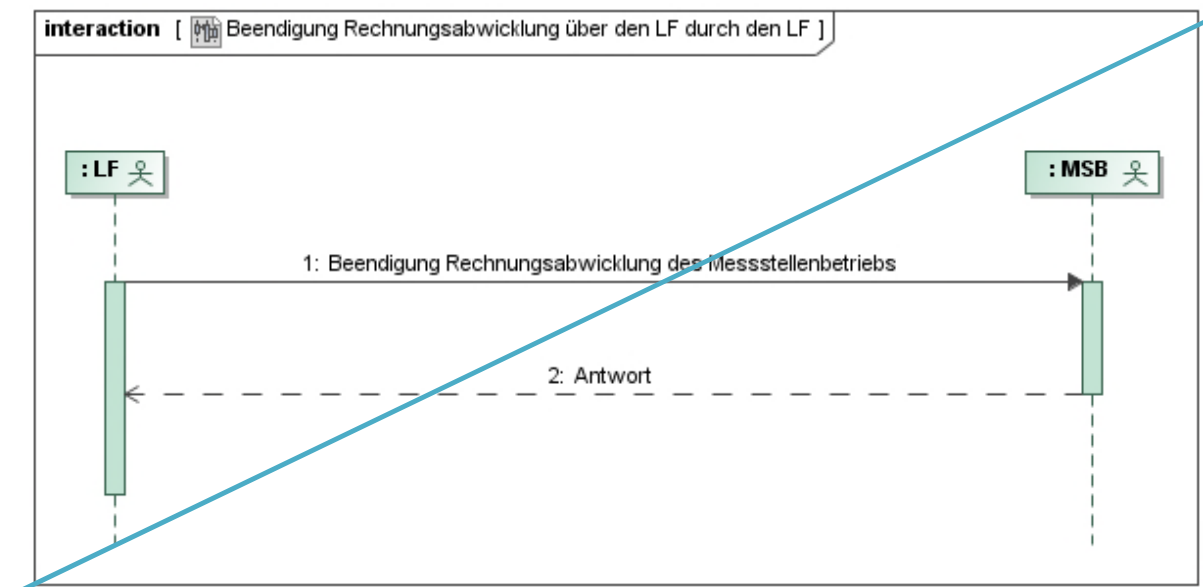 interaction [ Beendigung Rechnungsabwicklung über den LF durch den LF ]
: LF
: MSB
1: Beendigung Rechnungsabwicklung des Messstellenbetriebs
2: Antwort